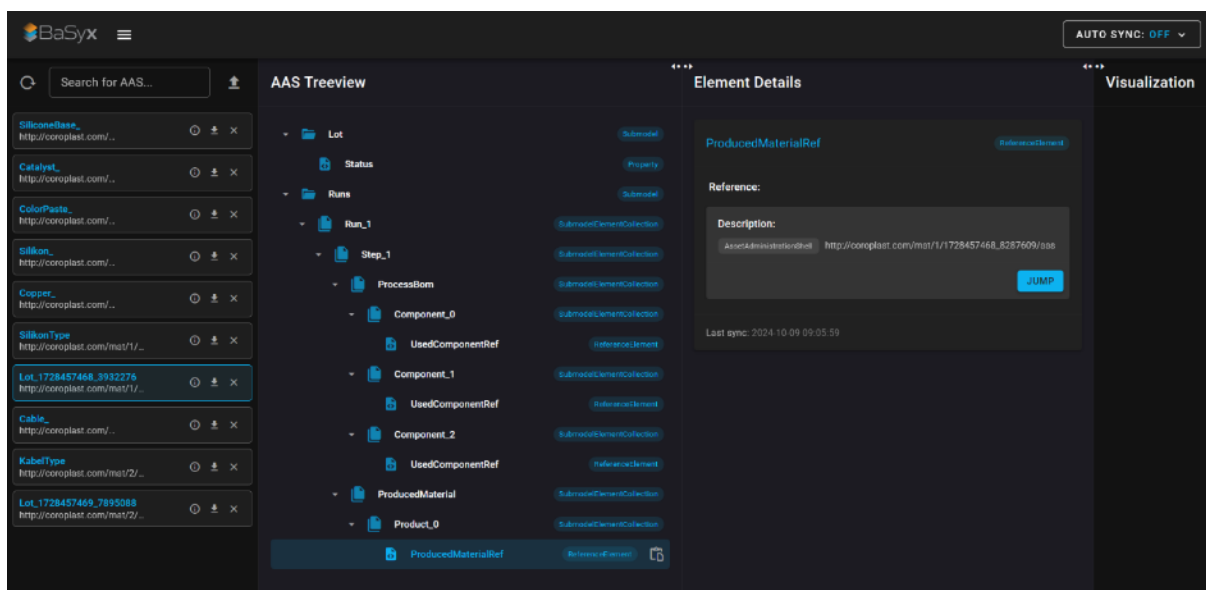 BaSyx
AUTO SYNC: OFF
Search for AAS...
SiliconeBase_
http://coroplast.com/..
Catalyst_
http://coroplast.com/..
ColorPaste_
http://coroplast.com/..
Silikon_
http://coroplast.com/..
Copper_
http://coroplast.com/..
SilikonType
http://coroplast.com/mat/1/..
Lot_1728457468_3932276
http://coroplast.com/mat/1/..
Cable_
http://coroplast.com/..
KabelType
http://coroplast.com/mat/2/..
Lot_1728457469_7895088
http://coroplast.com/mat/2/..
AAS Treeview
Lot Submodel
Status Property
Runs Submodel
Run_1 SubmodelElementCollection
Step_1 SubmodelElementCollection
ProcessBom SubmodelElementCollection
Component_0 SubmodelElementCollection
UsedComponentRef ReferenceElement
Component_1 SubmodelElementCollection
UsedComponentRef ReferenceElement
Component_2 SubmodelElementCollection
UsedComponentRef ReferenceElement
ProducedMaterial SubmodelElementCollection
Product_0 SubmodelElementCollection
ProducedMaterialRef ReferenceElement
Element Details
ProducedMaterialRef ReferenceElement
Reference:
Description:
AssetAdministrationShell http://coroplast.com/mat/1/1728457468_8287609/aas
JUMP
Last sync: 2024-10-09 09:05:59
Visualization